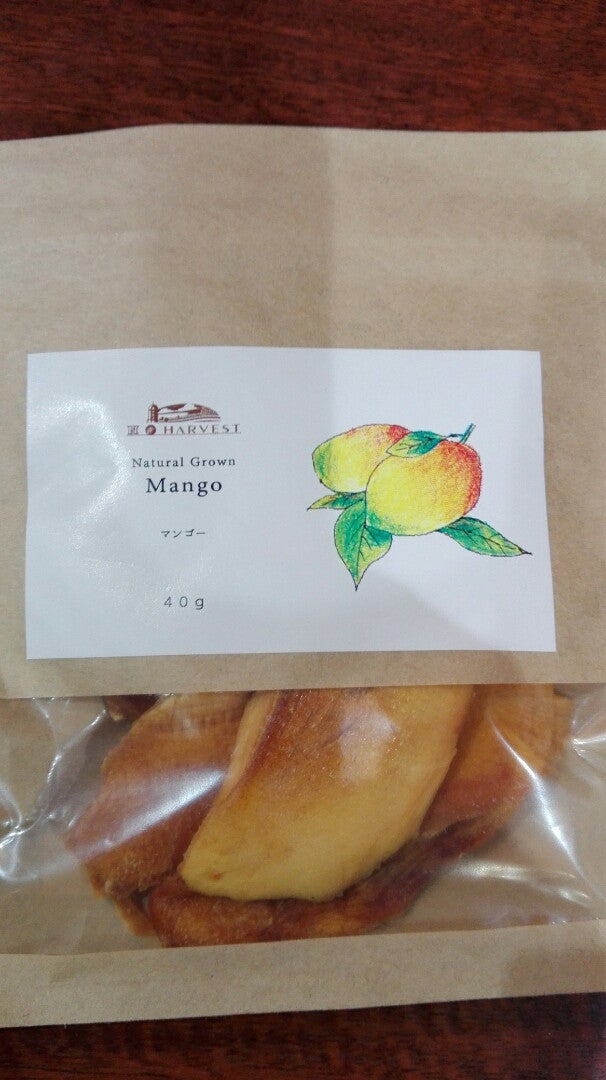 HARVEST
Natural Grown
Mango
マンゴー
40g